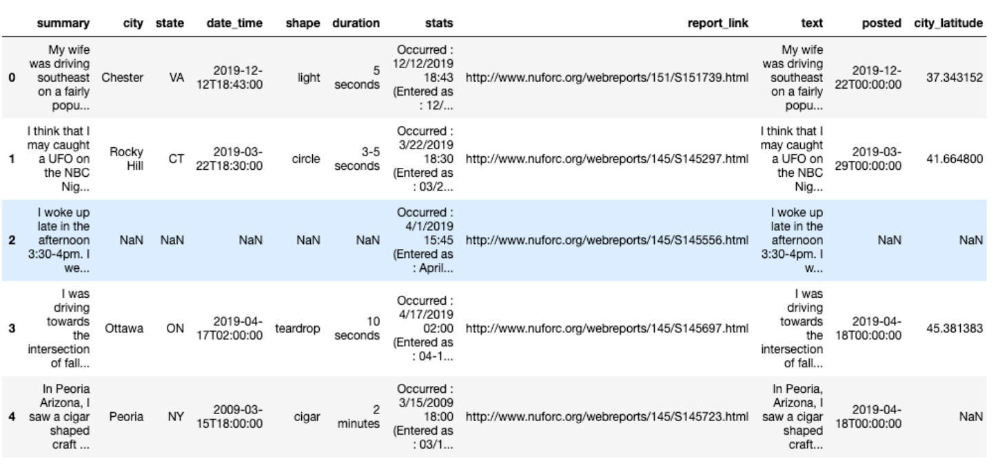 summary city state date_time shape duration stats report_link text posted city_latitude
0 My wife was driving southeast on a fairly popu... Chester VA 2019-12-12T18:43:00 light 5 seconds Occurred : 12/12/2019 18:43 (Entered as : 12/... http://www.nuforc.org/webreports/151/S151739.html My wife was driving southeast on a fairly popu... 2019-12-22T00:00:00 37.343152
1 I think that I may caught a UFO on the NBC Nig... Rocky Hill CT 2019-03-22T18:30:00 circle 3-5 seconds Occurred : 3/22/2019 18:30 (Entered as : 03/2... http://www.nuforc.org/webreports/145/S145297.html I think that I may caught a UFO on the NBC Nig... 2019-03-29T00:00:00 41.664800
2 I woke up late in the afternoon 3:30-4pm. I we... NaN NaN NaN NaN NaN Occurred : 4/1/2019 15:45 (Entered as : April... http://www.nuforc.org/webreports/145/S145556.html I woke up late in the afternoon 3:30-4pm. I w... NaN NaN
3 I was driving towards the intersection of fall... Ottawa ON 2019-04-17T02:00:00 teardrop 10 seconds Occurred : 4/17/2019 02:00 (Entered as : 04-1... http://www.nuforc.org/webreports/145/S145697.html I was driving towards the intersection of fall... 2019-04-18T00:00:00 45.381383
4 In Peoria Arizona, I saw a cigar shaped craft ... Peoria NY 2009-03-15T18:00:00 cigar 2 minutes Occurred : 3/15/2009 18:00 (Entered as : 03/1... http://www.nuforc.org/webreports/145/S145723.html In Peoria, Arizona, I saw a cigar shaped craft... 2019-04-18T00:00:00 NaN